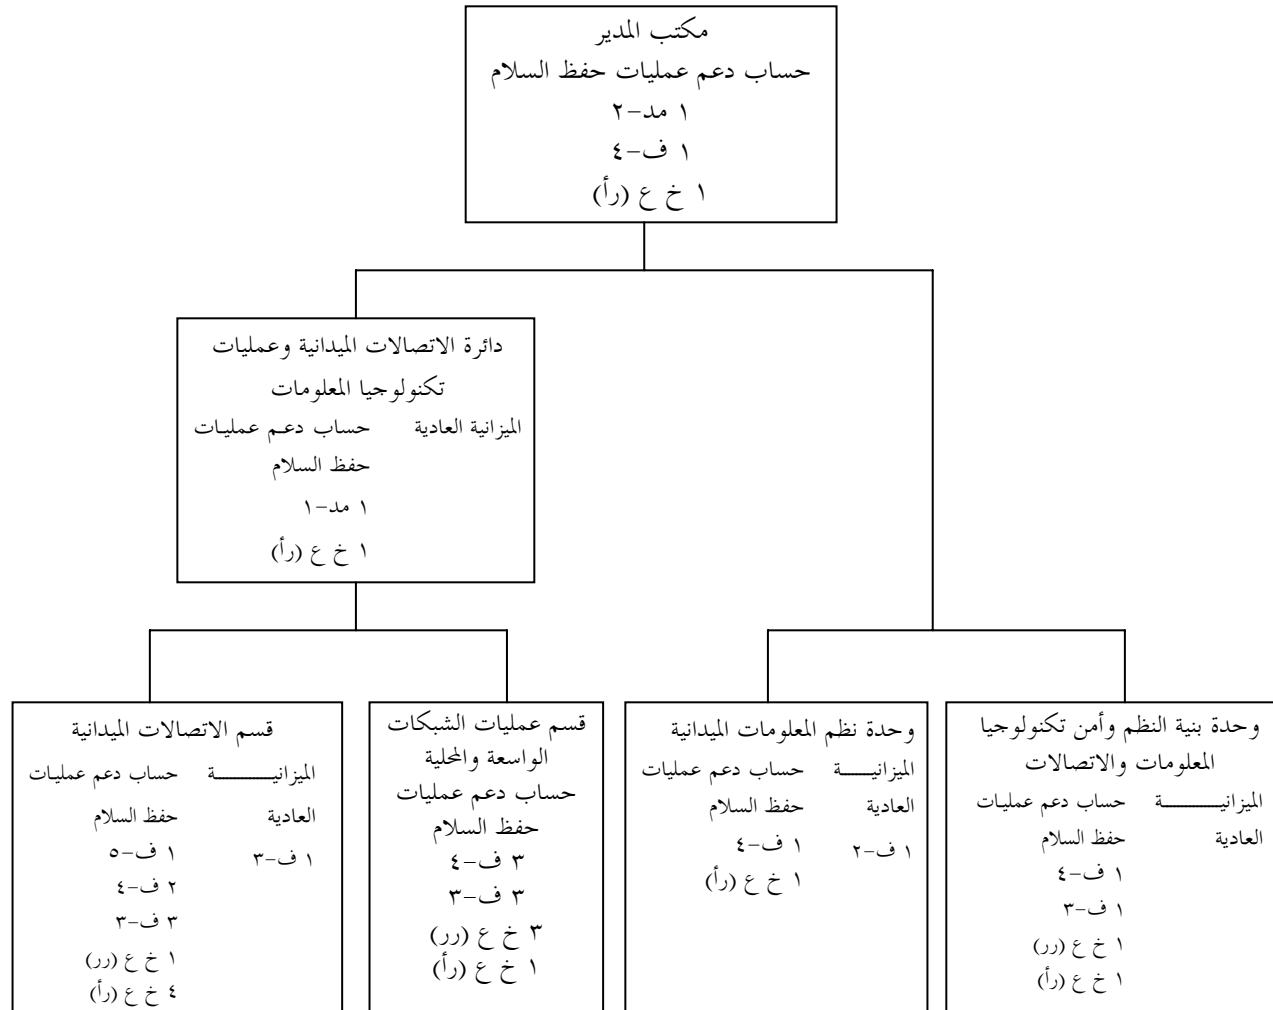 مكتب المدير
حساب دعم عمليات حفظ السلام
١ مد-٢
١ ف-٤
١ خ ع (رأ)
دائرة الاتصالات الميدانية وعمليات
تكنولوجيا المعلومات
الميزانية العادية حساب دعم عمليات
حفظ السلام
١ مد-١
١ خ ع (رأ)
وحدة بنية النظم وأمن تكنولوجيا
المعلومات والاتصالات
الميزانيـــــــــة حساب دعم عمليات
العادية حفظ السلام
١ ف-٤
١ ف-٣
١ خ ع (رر)
١ خ ع (رأ)
وحدة نظم المعلومات الميدانية
الميزانيــــــة حساب دعم عمليات
العادية حفظ السلام
١ ف-٢ ١ ف-٤
١ خ ع (رأ)
قسم عمليات الشبكات
الواسعة والمحلية
حساب دعم عمليات
حفظ السلام
٣ ف-٤
٣ ف-٣
٣ خ ع (رر)
١ خ ع (رأ)
قسم الاتصالات الميدانية
الميزانيـــــــــة حساب دعم عمليات
العادية حفظ السلام
١ ف-٣ ١ ف-٥
٢ ف-٤
٣ ف-٣
١ خ ع (رر)
٤ خ ع (رأ)